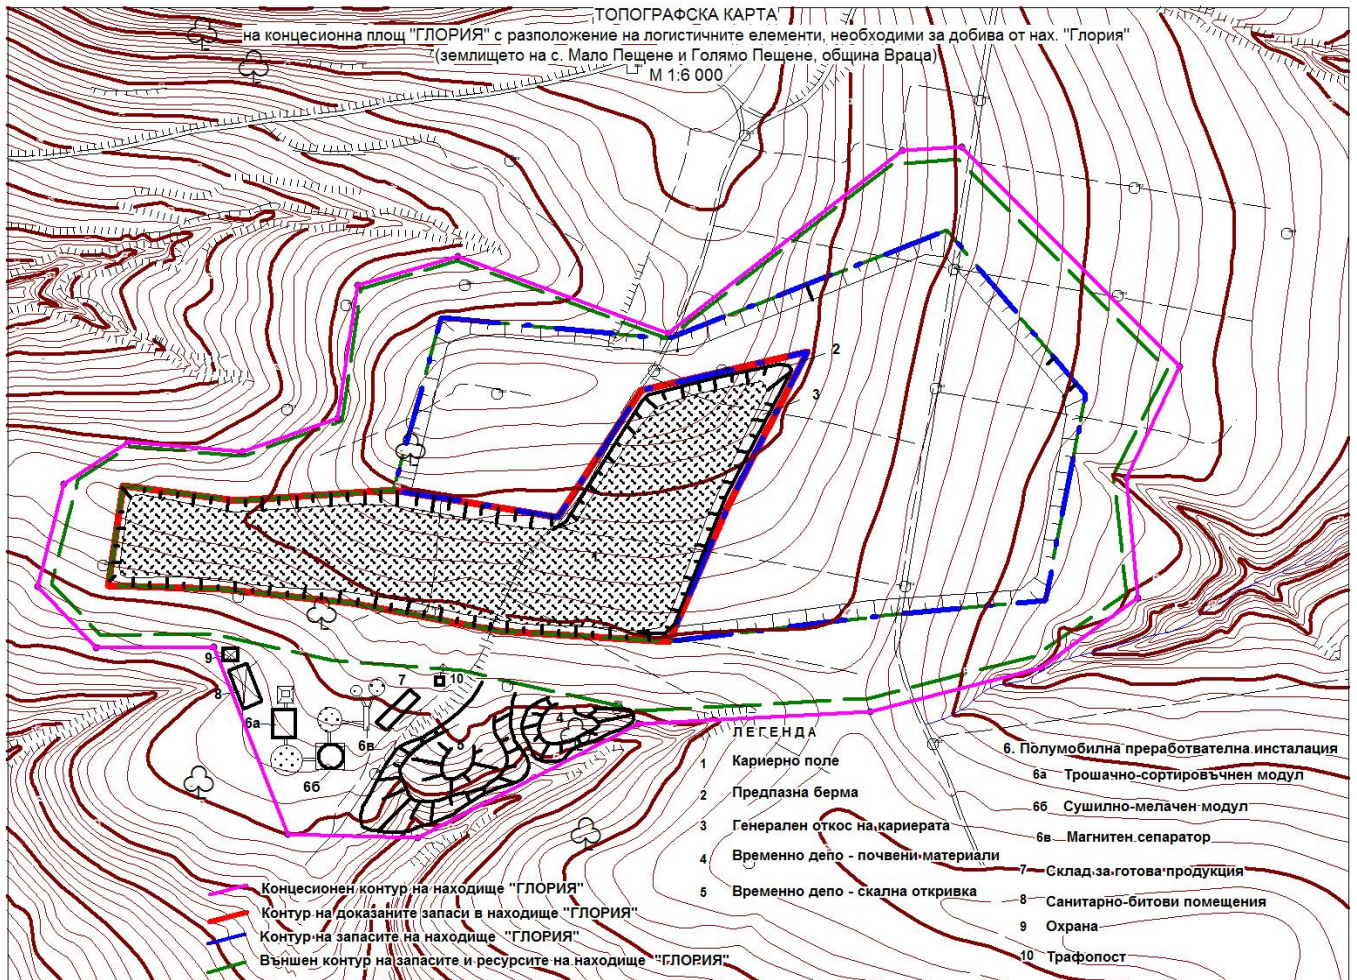 ТОПОГРАФСКА КАРТА
на концесионна площ "ГЛОРИЯ" с разположение на логистичните елементи, необходими за добива от нах. "Глория"
(землището на с. Мало Пещене и Голямо Пещене, община Враца)
М 1:6 000
2
3
1
9
8
7
10
6а
6в
6б
4
5
ЛЕГЕНДА
1 Кариерно поле
2 Предпазна берма
3 Генерален откос на кариерата
4 Временно депо - почвени материали
5 Временно депо - скална откривка
6. Полумобилна преработвателна инсталация
6а Трошачно-сортировъчнен модул
6б Сушилно-мелачен модул
6в Магнитен сепаратор
7 Склад за готова продукция
8 Санитарно-битови помещения
9 Охрана
10 Трафопост
Концесионен контур на находище "ГЛОРИЯ"
Контур на доказаните запаси в находище "ГЛОРИЯ"
Контур на запасите на находище "ГЛОРИЯ"
Външен контур на запасите и ресурсите на находище "ГЛОРИЯ"